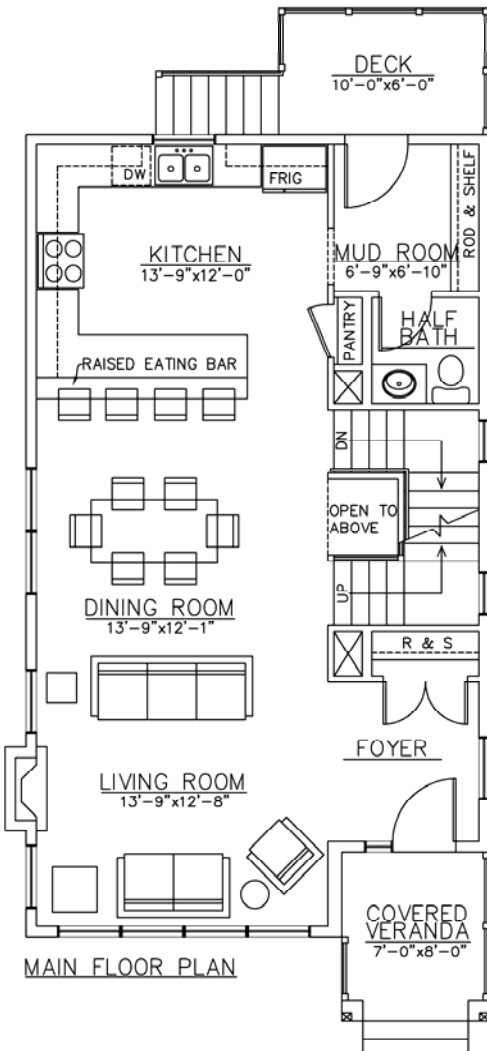 DECK
10'-0"x6'-0"
DW
FRIG
ROD & SHELF
KITCHEN
13'-9"x12'-0"
MUD ROOM
6'-9"x6'-10"
PANTRY
HALF
BATH
RAISED EATING BAR
DN
OPEN TO
ABOVE
UP
DINING ROOM
13'-9"x12'-1"
R & S
FOYER
LIVING ROOM
13'-9"x12'-8"
COVERED
VERANDA
7'-0"x8'-0"
MAIN FLOOR PLAN